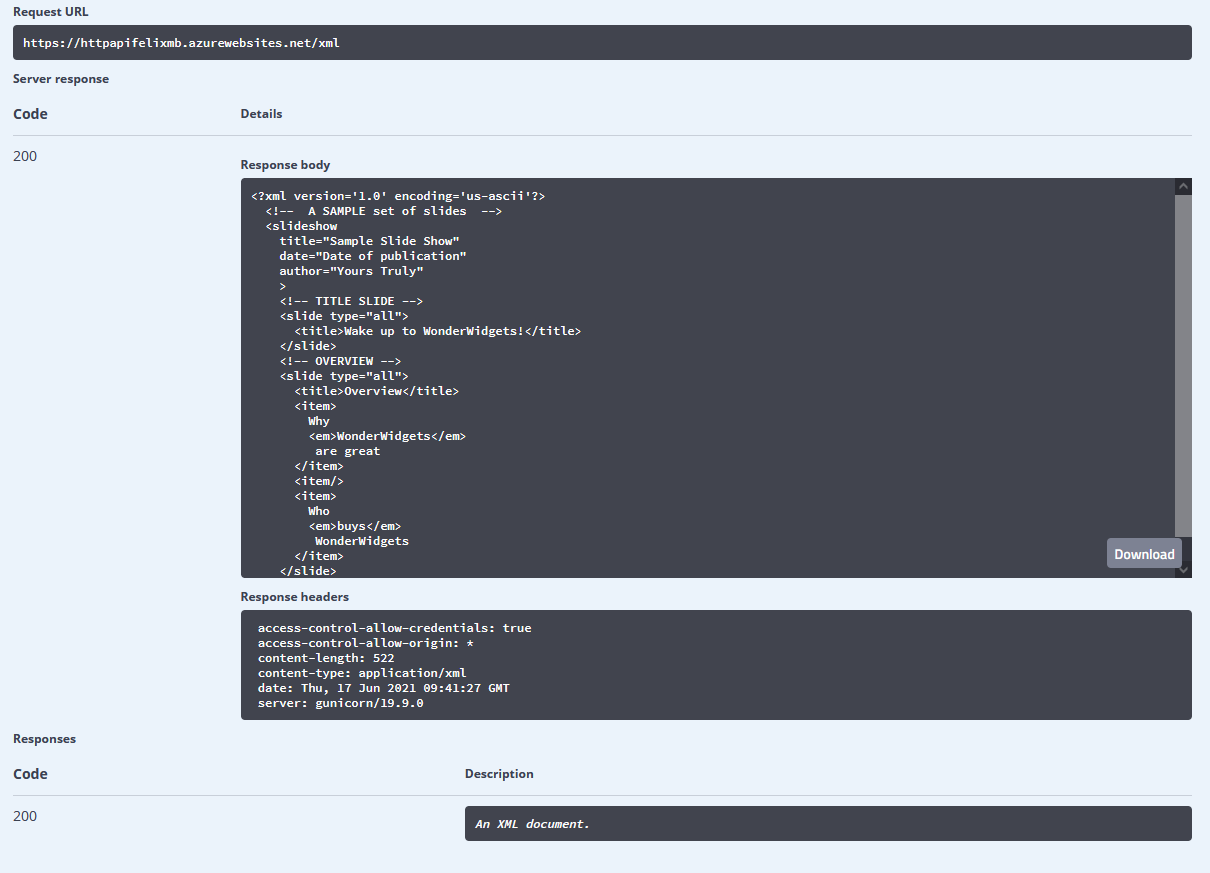 Request URL
https://httpapifelixmb.azurewebsites.net/xml
Server response
Code Details
200
Response body
<?xml version='1.0' encoding='us-ascii'?>
  <!--  A SAMPLE set of slides  -->
  <slideshow
    title="Sample Slide Show"
    date="Date of publication"
    author="Yours Truly"
    >
    <!-- TITLE SLIDE -->
    <slide type="all">
      <title>Wake up to WonderWidgets!</title>
    </slide>
    <!-- OVERVIEW -->
    <slide type="all">
      <title>Overview</title>
      <item>
        Why
        <em>WonderWidgets</em>
         are great
      </item>
      <item/>
      <item>
        Who
        <em>buys</em>
         WonderWidgets
      </item>
    </slide>
Download
Response headers
access-control-allow-credentials: true
access-control-allow-origin: *
content-length: 522
content-type: application/xml
date: Thu, 17 Jun 2021 09:41:27 GMT
server: gunicorn/19.9.0
Responses
Code Description
200
An XML document.